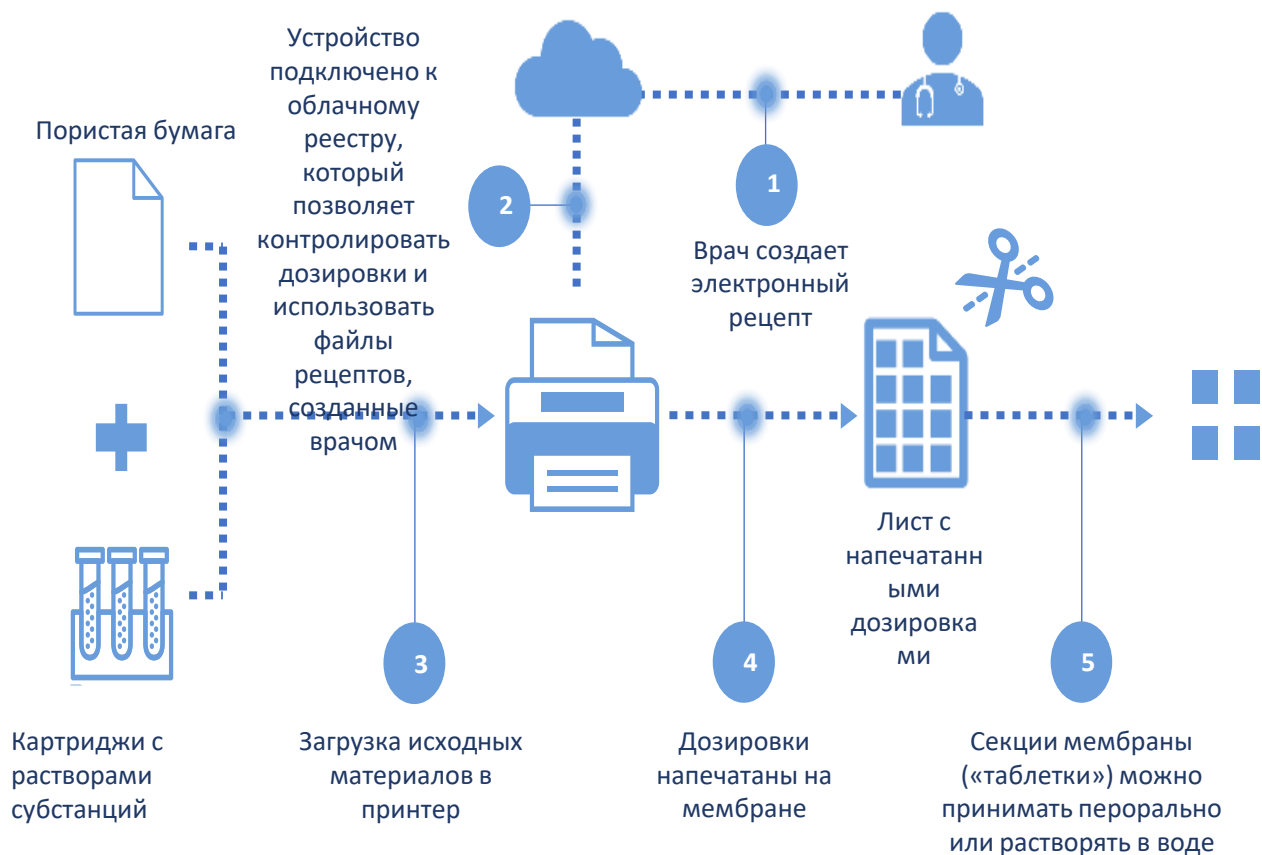 Устройство
подключено к
облачному
реестру,
который
позволяет
контролировать
дозировки и
использовать
файлы
рецептов,
созданные
врачом
Пористая бумага
1
2
Врач создает
электронный
рецепт
Лист с
напечатанн
ыми
дозировка
ми
3
4
5
Картриджи с
растворами
субстанций
Загрузка исходных
материалов в
принтер
Дозировки
напечатаны на
мембране
Секции мембраны
(«таблетки») можно
принимать перорально
или растворять в воде